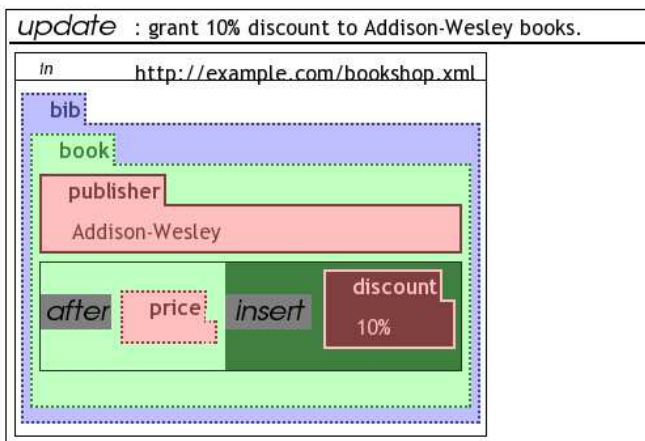 update : grant 10% discount to Addison-Wesley books.
in http://example.com/bookshop.xml
bib
book
publisher
Addison-Wesley
after price insert discount
10%